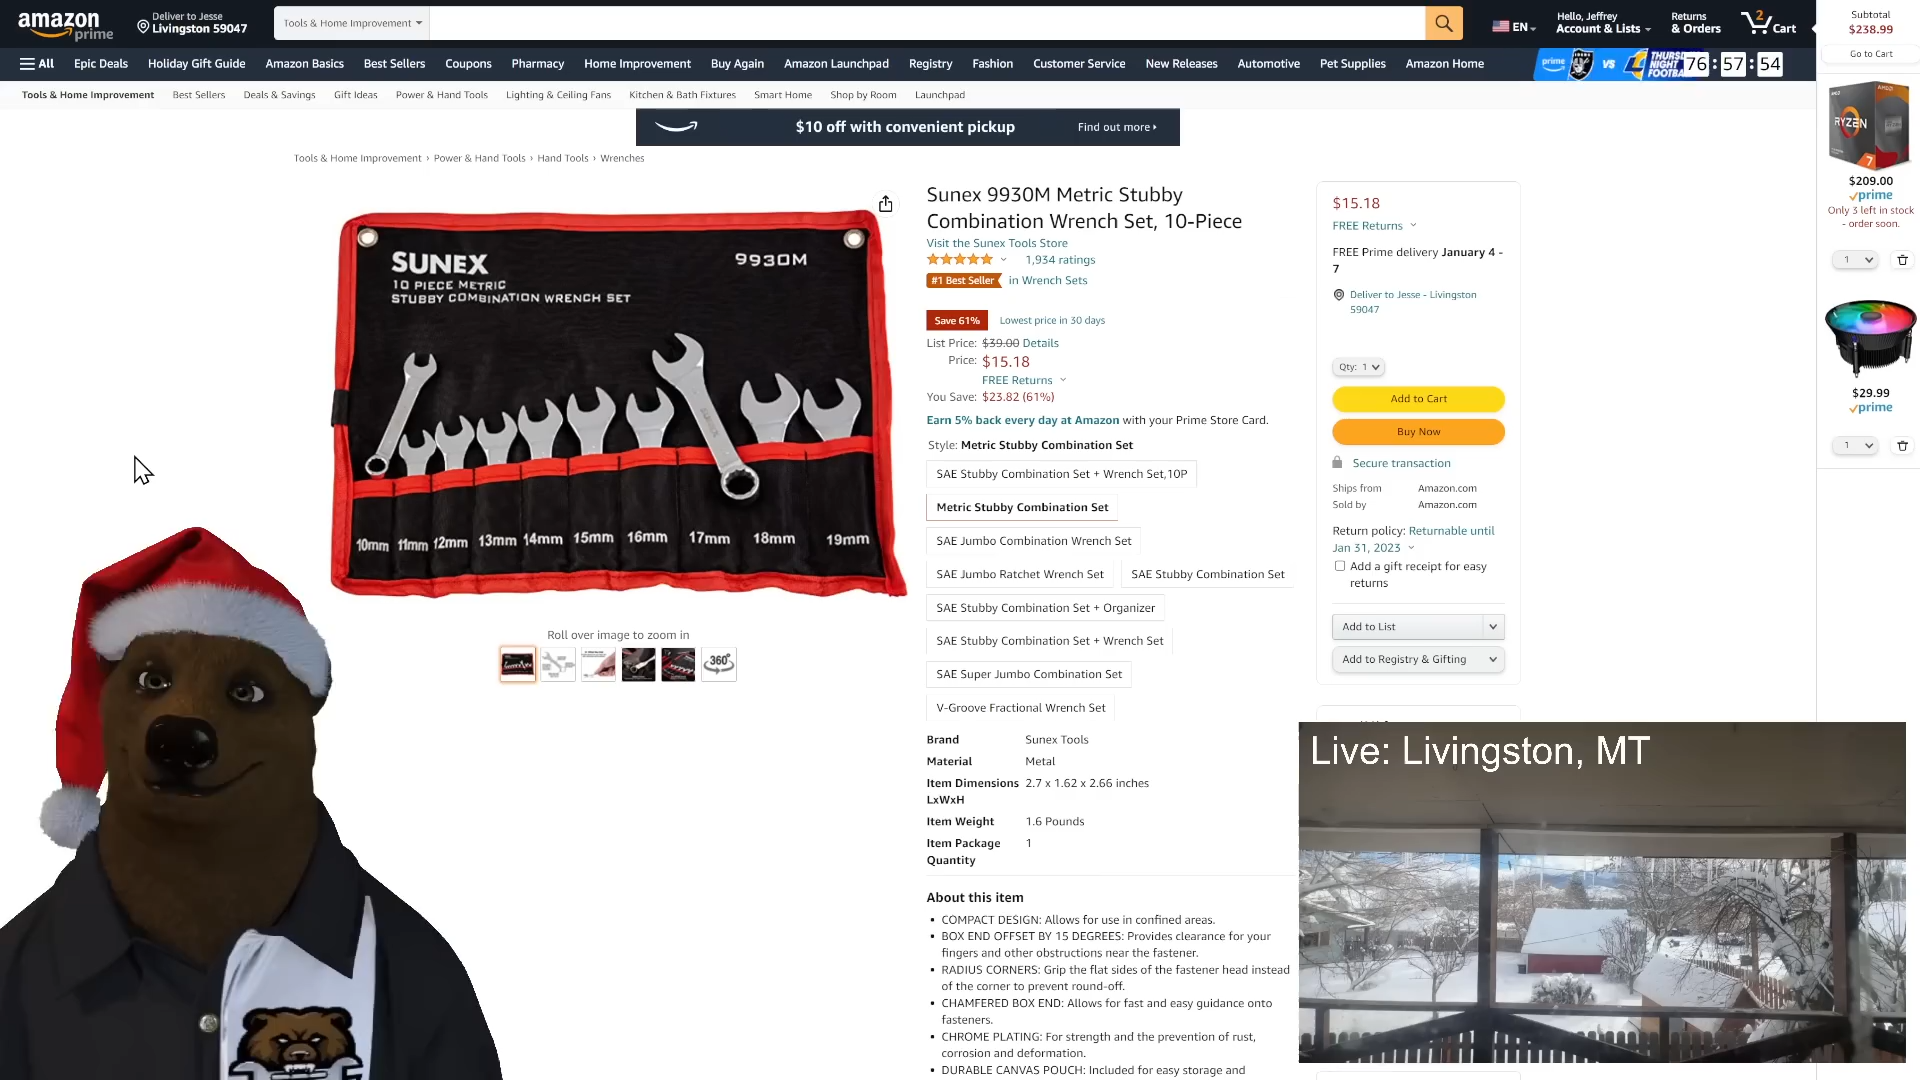 amazon
prime
Deliver to Jesse
Livingston 59047
Tools & Home Improvement
EN
Hello, Jeffrey
Account & Lists
Returns
& Orders
2
Cart
Subtotal
$238.99
Go to Cart
All
Epic Deals
Holiday Gift Guide
Amazon Basics
Best Sellers
Coupons
Pharmacy
Home Improvement
Buy Again
Amazon Launchpad
Registry
Fashion
Customer Service
New Releases
Automotive
Pet Supplies
Amazon Home
prime
VS
THURSDAY
NIGHT
FOOTBALL
76 : 57 : 54
Tools & Home Improvement
Best Sellers
Deals & Savings
Gift Ideas
Power & Hand Tools
Lighting & Ceiling Fans
Kitchen & Bath Fixtures
Smart Home
Shop by Room
Launchpad
$10 off with convenient pickup
Find out more
Tools & Home Improvement › Power & Hand Tools › Hand Tools › Wrenches
SUNEX
9930M
10 PIECE METRIC
STUBBY COMBINATION WRENCH SET
10mm 11mm 12mm 13mm 14mm 15mm 16mm 17mm 18mm 19mm
Roll over image to zoom in
360°
Sunex 9930M Metric Stubby
Combination Wrench Set, 10-Piece
Visit the Sunex Tools Store
1,934 ratings
#1 Best Seller in Wrench Sets
Save 61% Lowest price in 30 days
List Price: $39.00 Details
Price: $15.18
FREE Returns
You Save: $23.82 (61%)
Earn 5% back every day at Amazon with your Prime Store Card.
Style: Metric Stubby Combination Set
SAE Stubby Combination Set + Wrench Set,10P
Metric Stubby Combination Set
SAE Jumbo Combination Wrench Set
SAE Jumbo Ratchet Wrench Set
SAE Stubby Combination Set
SAE Stubby Combination Set + Organizer
SAE Stubby Combination Set + Wrench Set
SAE Super Jumbo Combination Set
V-Groove Fractional Wrench Set
Brand Sunex Tools
Material Metal
Item Dimensions 2.7 x 1.62 x 2.66 inches
LxWxH
Item Weight 1.6 Pounds
Item Package 1
Quantity
About this item
• COMPACT DESIGN: Allows for use in confined areas.
• BOX END OFFSET BY 15 DEGREES: Provides clearance for your
fingers and other obstructions near the fastener.
• RADIUS CORNERS: Grip the flat sides of the fastener head instead
of the corner to prevent round-off.
• CHAMFERED BOX END: Allows for fast and easy guidance onto
fasteners.
• CHROME PLATING: For strength and the prevention of rust,
corrosion and deformation.
• DURABLE CANVAS POUCH: Included for easy storage and
$15.18
FREE Returns
FREE Prime delivery January 4 -
7
Deliver to Jesse - Livingston
59047
Qty: 1
Add to Cart
Buy Now
Secure transaction
Ships from Amazon.com
Sold by Amazon.com
Return policy: Returnable until
Jan 31, 2023
Add a gift receipt for easy
returns
Add to List
Add to Registry & Gifting
AMD
RYZEN
7
$209.00
prime
Only 3 left in stock
- order soon.
1
$29.99
prime
1
Live: Livingston, MT